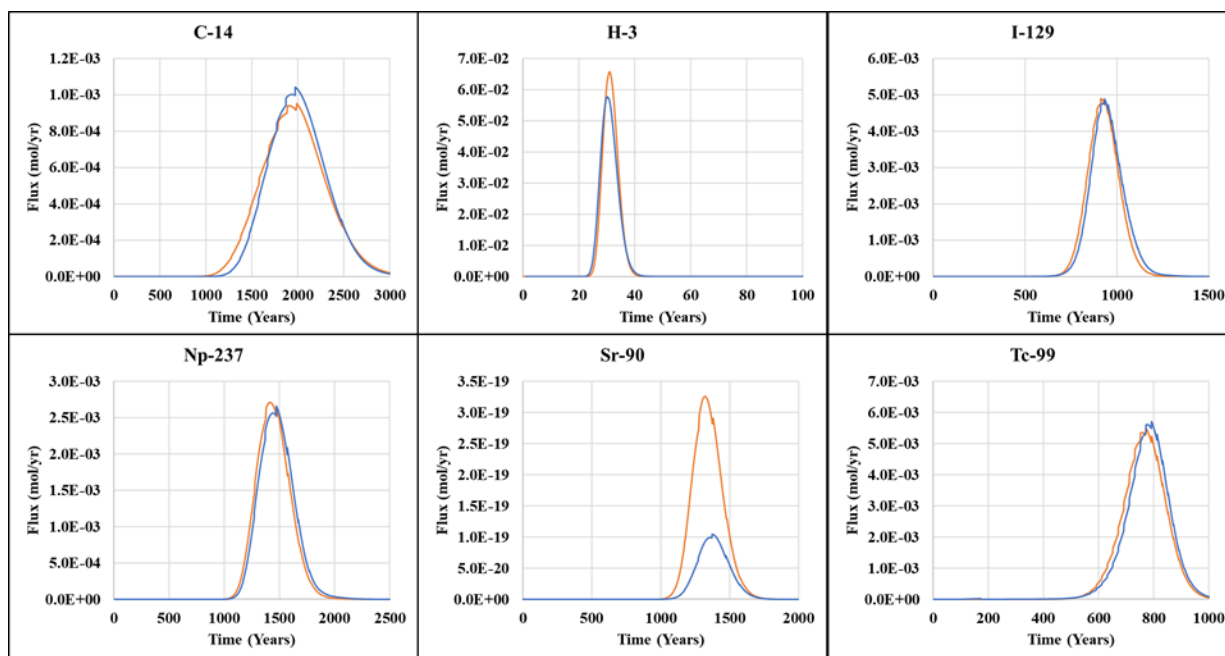 C-14
Flux (mol/yr)
1.2E-03
1.0E-03
8.0E-04
6.0E-04
4.0E-04
2.0E-04
0.0E+00
0 500 1000 1500 2000 2500 3000
Time (Years)
H-3
Flux (mol/yr)
7.0E-02
6.0E-02
5.0E-02
4.0E-02
3.0E-02
2.0E-02
1.0E-02
0.0E+00
0 20 40 60 80 100
Time (Years)
I-129
Flux (mol/yr)
6.0E-03
5.0E-03
4.0E-03
3.0E-03
2.0E-03
1.0E-03
0.0E+00
0 500 1000 1500
Time (Years)
Np-237
Flux (mol/yr)
3.0E-03
2.5E-03
2.0E-03
1.5E-03
1.0E-03
5.0E-04
0.0E+00
0 500 1000 1500 2000 2500
Time (Years)
Sr-90
Flux (mol/yr)
3.5E-19
3.0E-19
2.5E-19
2.0E-19
1.5E-19
1.0E-19
5.0E-20
0.0E+00
0 500 1000 1500 2000
Time (Years)
Tc-99
Flux (mol/yr)
7.0E-03
6.0E-03
5.0E-03
4.0E-03
3.0E-03
2.0E-03
1.0E-03
0.0E+00
0 200 400 600 800 1000
Time (Years)